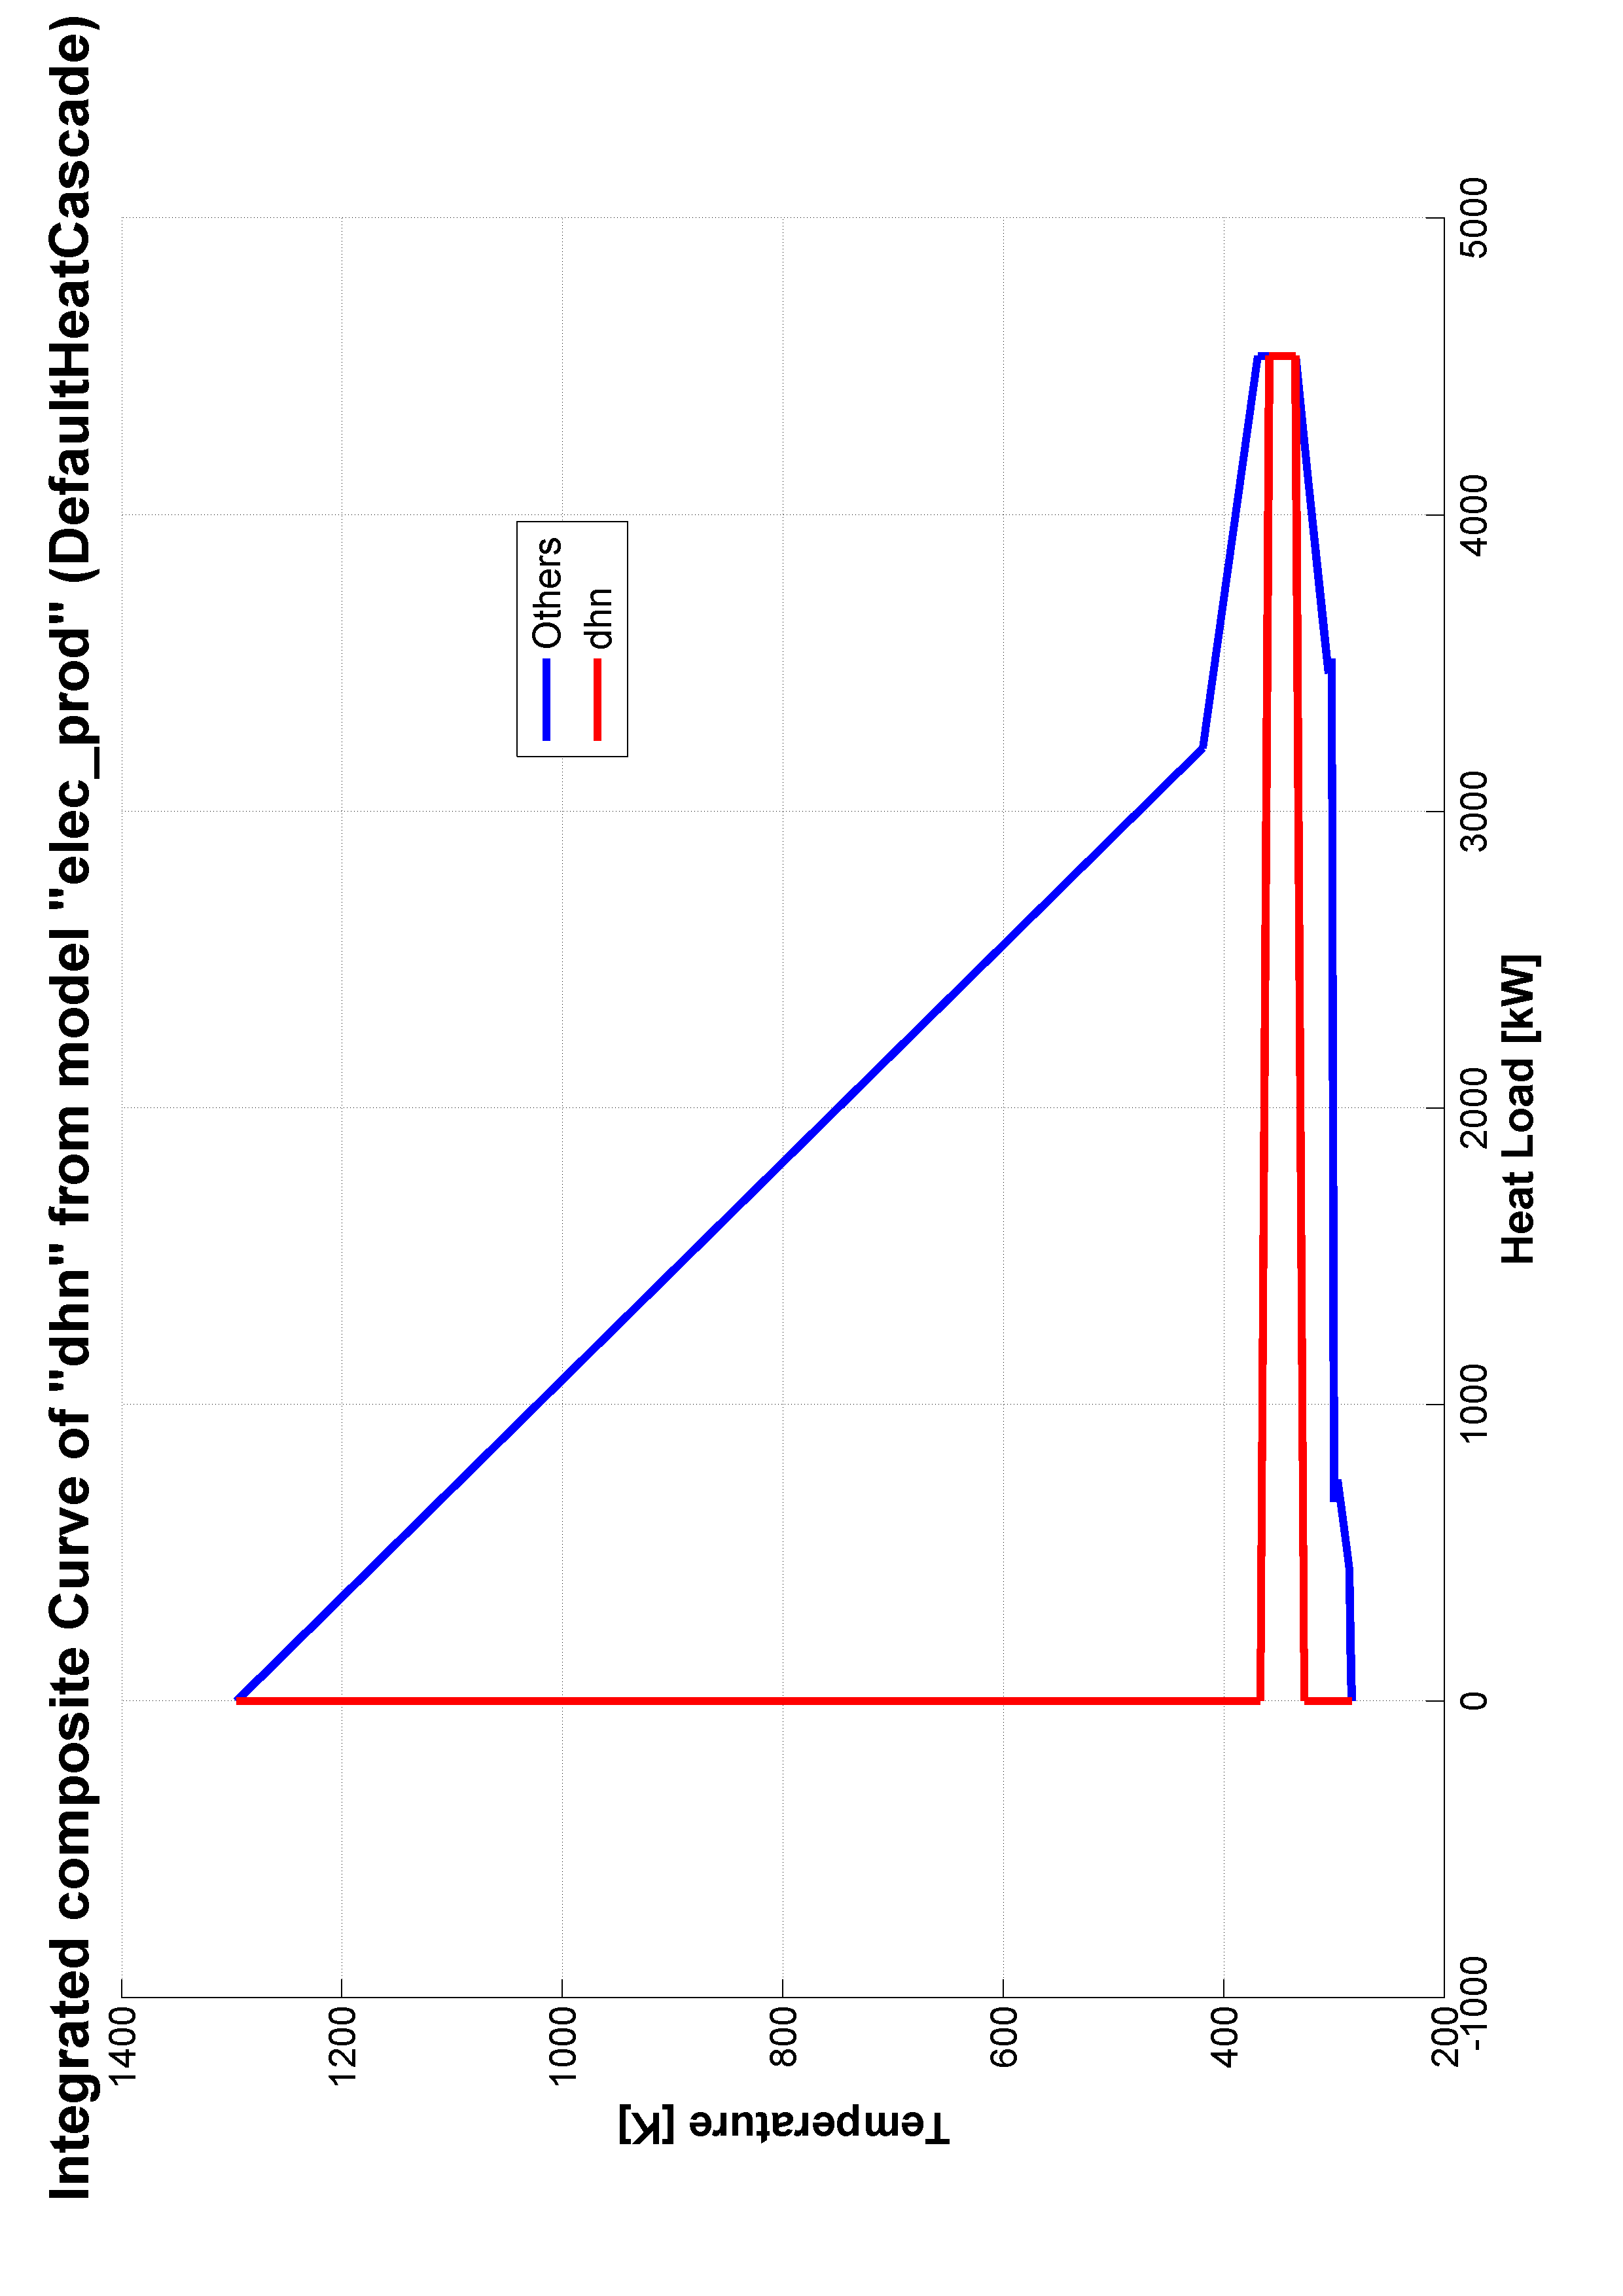 Integrated composite Curve of "dhn" from model "elec_prod" (DefaultHeatCascade)
1400
1200
1000
800
600
400
200
Temperature [K]
Others
dhn
-1000
0
1000
2000
3000
4000
5000
Heat Load [kW]